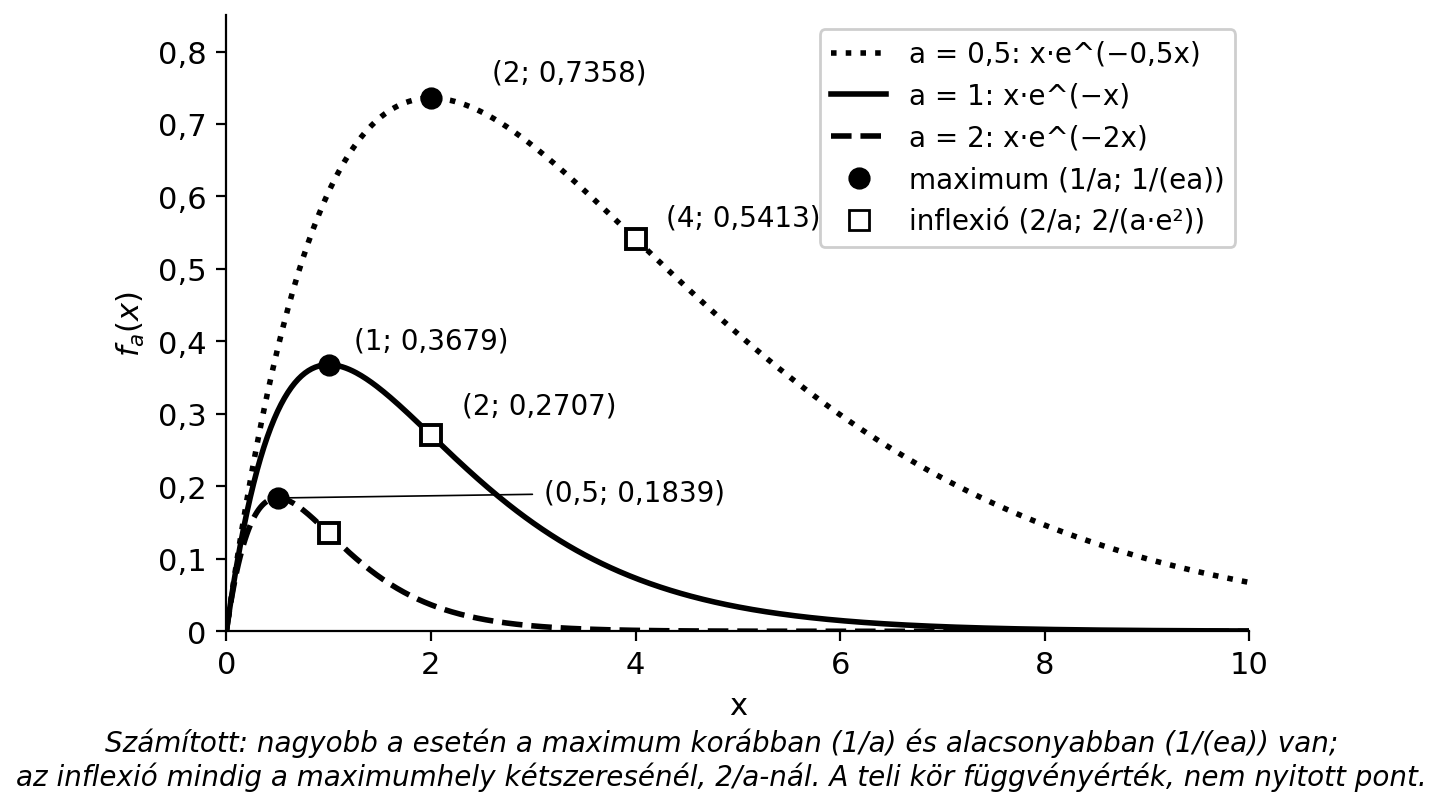 0,8
0,7
0,6
0,5
0,4
0,3
0,2
0,1
0
fₐ(x)
(2; 0,7358)
(4; 0,5413)
(1; 0,3679)
(2; 0,2707)
(0,5; 0,1839)
a = 0,5: x·e^(−0,5x)
a = 1: x·e^(−x)
a = 2: x·e^(−2x)
maximum (1/a; 1/(ea))
inflexió (2/a; 2/(a·e²))
0 2 4 6 8 10
x
Számított: nagyobb a esetén a maximum korábban (1/a) és alacsonyabban (1/(ea)) van;
az inflexió mindig a maximumhely kétszeresénél, 2/a-nál. A teli kör függvényérték, nem nyitott pont.